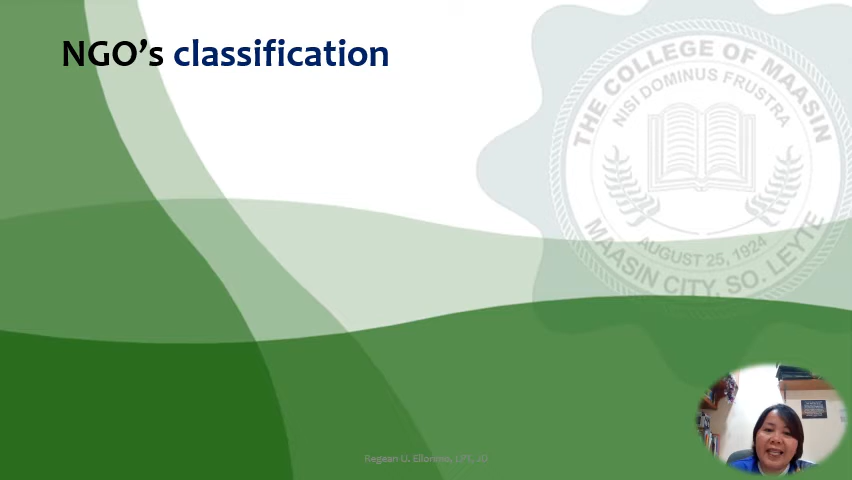 NGO's classification
THE COLLEGE OF MAASIN
NISI DOMINUS FRUSTRA
AUGUST 25, 1924
MAASIN CITY, SO. LEYTE
Regean U. LPT, JD